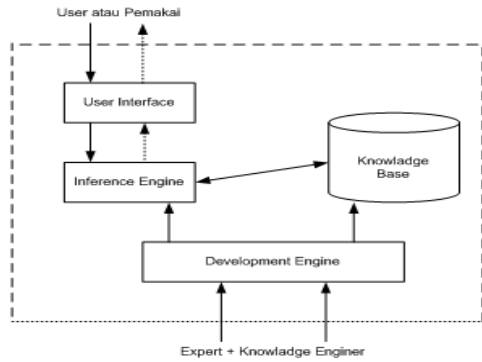 User atau Pemakai
User Interface
Inference Engine
Knowladge
Base
Development Engine
Expert + Knowladge Enginer